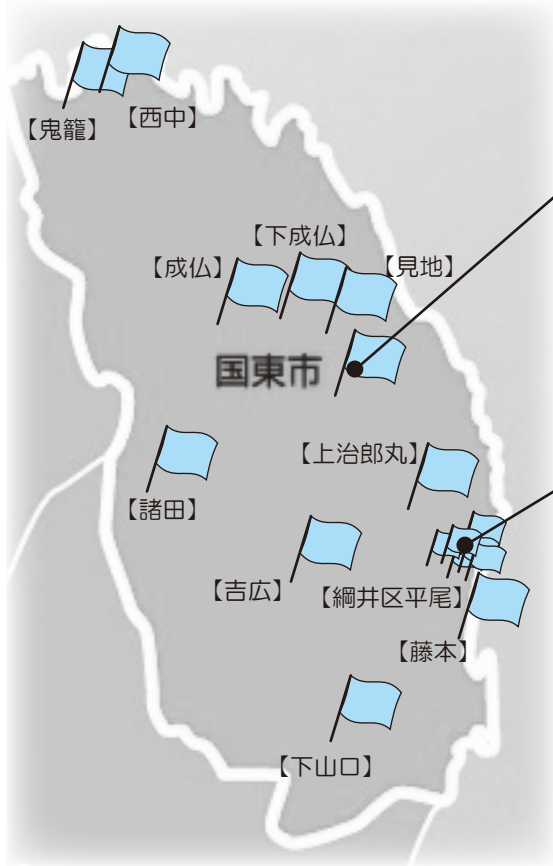 【鬼籠】
【西中】
【下成仏】
【成仏】
【見地】
国東市
【上治郎丸】
【諸田】
【吉広】
【綱井区平尾】
【藤本】
【下山口】